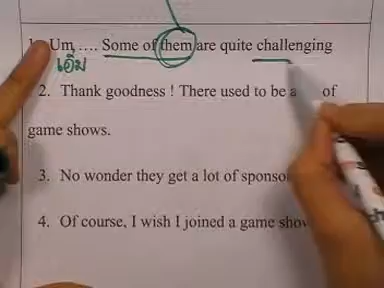 Um, .... Some of them are quite challenging
เอิ่ม
2. Thank goodness ! There used to be a of
game shows.
3. No wonder they get a lot of
4. Of course, I wish I joined a game